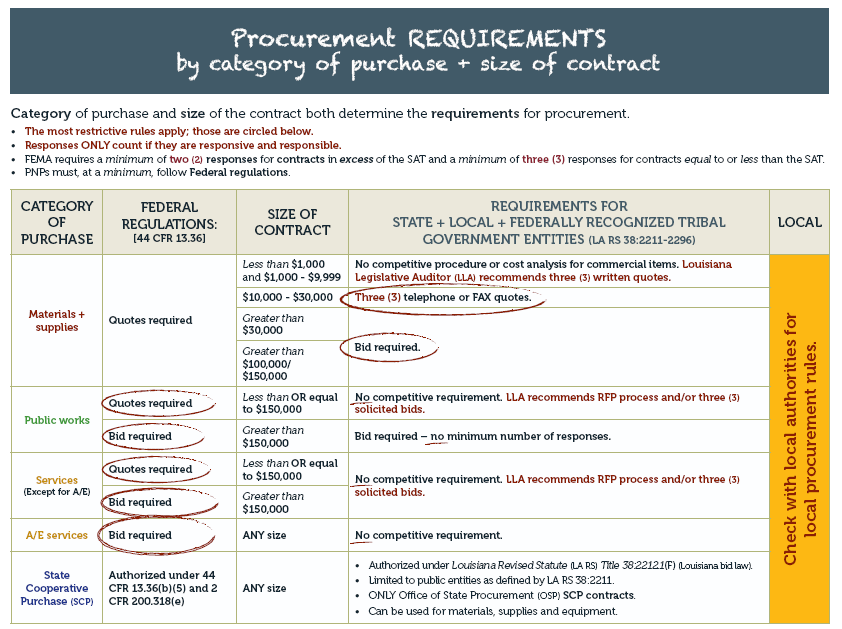 Procurement REQUIREMENTS
by category of purchase + size of contract
Category of purchase and size of the contract both determine the requirements for procurement.
• The most restrictive rules apply; those are circled below.
• Responses ONLY count if they are responsive and responsible.
• FEMA requires a minimum of two (2) responses for contracts in excess of the SAT and a minimum of three (3) responses for contracts equal to or less than the SAT.
• PNPs must, at a minimum, follow Federal regulations.
CATEGORY
OF
PURCHASE
FEDERAL
REGULATIONS:
[44 CFR 13.36]
SIZE OF
CONTRACT
REQUIREMENTS FOR
STATE + LOCAL + FEDERALLY RECOGNIZED TRIBAL
GOVERNMENT ENTITIES (LA RS 38:2211-2296)
LOCAL
Materials +
supplies
Quotes required
Less than $1,000
and $1,000 - $9,999
No competitive procedure or cost analysis for commercial items. Louisiana
Legislative Auditor (LLA) recommends three (3) written quotes.
$10,000 - $30,000
Three (3) telephone or FAX quotes.
Greater than
$30,000
Greater than
$100,000/
$150,000
Bid required.
Public works
Quotes required
Less than OR equal
to $150,000
No competitive requirement. LLA recommends RFP process and/or three (3)
solicited bids.
Bid required
Greater than
$150,000
Bid required – no minimum number of responses.
Services
(Except for A/E)
Quotes required
Less than OR equal
to $150,000
Bid required
Greater than
$150,000
No competitive requirement. LLA recommends RFP process and/or three (3)
solicited bids.
A/E services
Bid required
ANY size
No competitive requirement.
State
Cooperative
Purchase (SCP)
Authorized under 44
CFR 13.36(b)(5) and 2
CFR 200.318(e)
ANY size
• Authorized under Louisiana Revised Statute (LA RS) Title 38:2212.1(F) (Louisiana bid law).
• Limited to public entities as defined by LA RS 38:2211.
• ONLY Office of State Procurement (OSP) SCP contracts.
• Can be used for materials, supplies and equipment.
Check with local authorities for
local procurement rules.